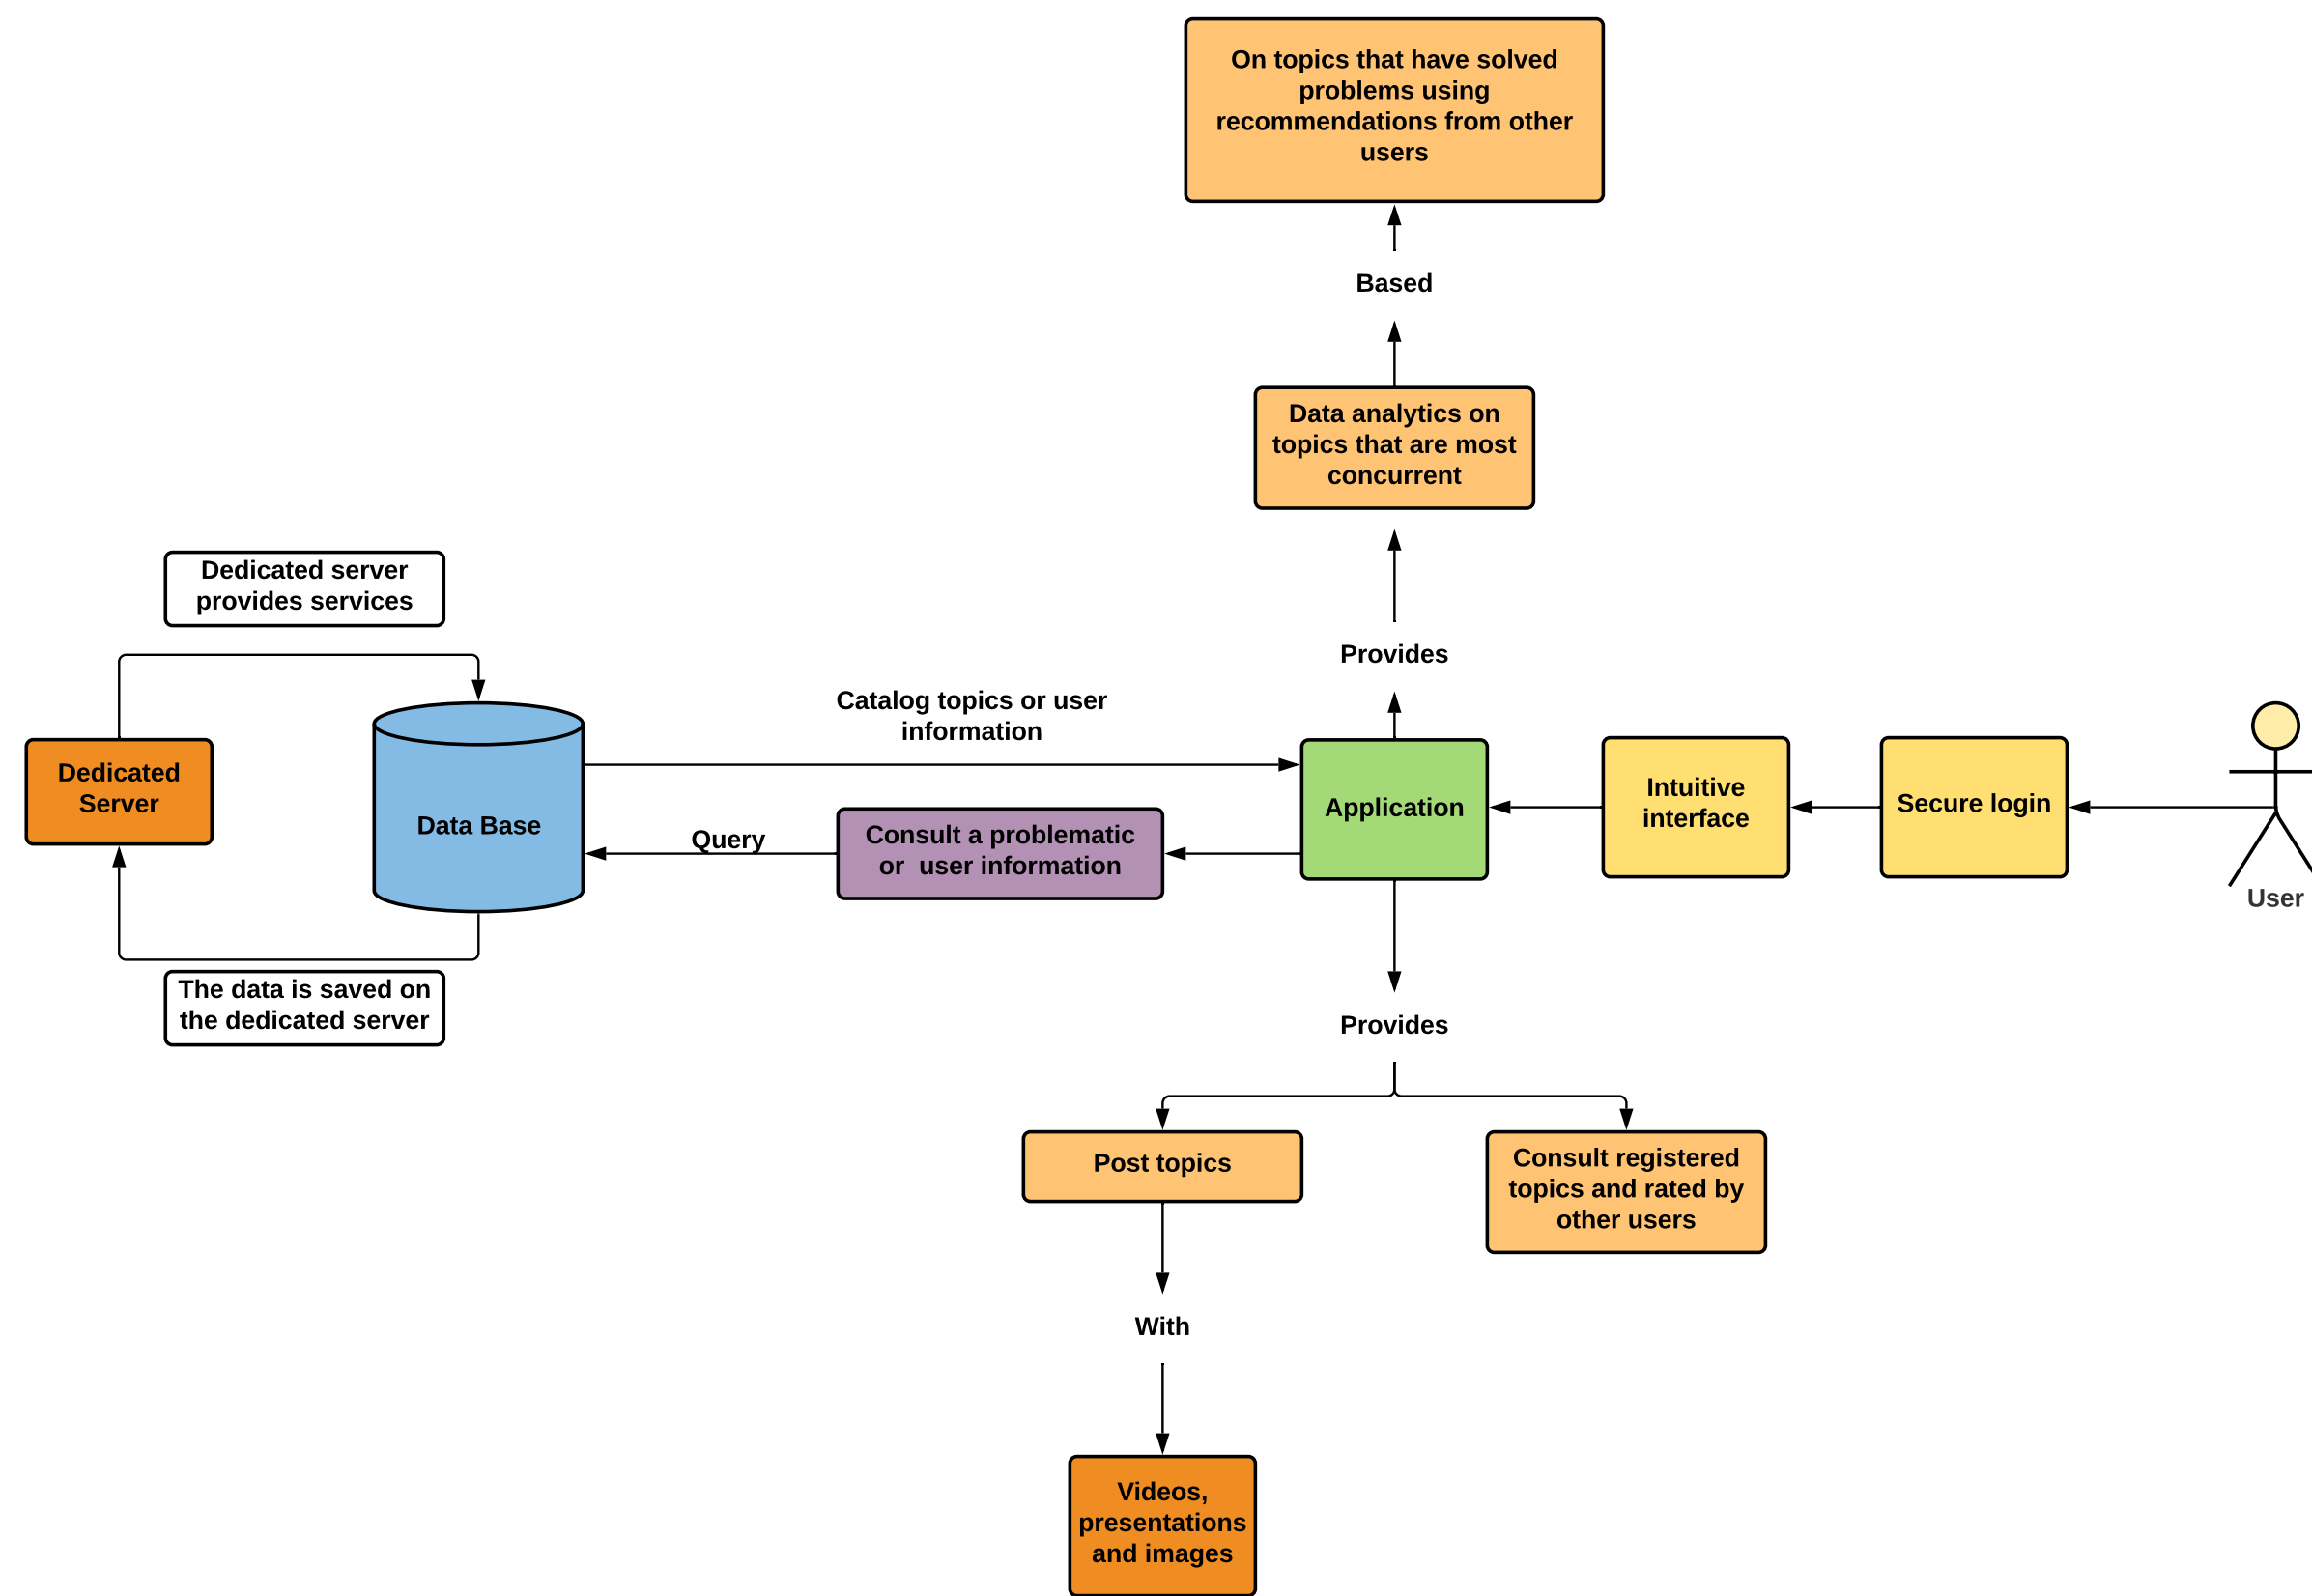 On topics that have solved
problems using
recommendations from other
users
Based
Data analytics on
topics that are most
concurrent
Dedicated server
provides services
Provides
Catalog topics or user
information
Dedicated
Server
Data Base
Query
Consult a problematic
or  user information
Application
Intuitive
interface
Secure login
User
The data is saved on
the dedicated server
Provides
Post topics
Consult registered
topics and rated by
other users
With
Videos,
presentations
and images